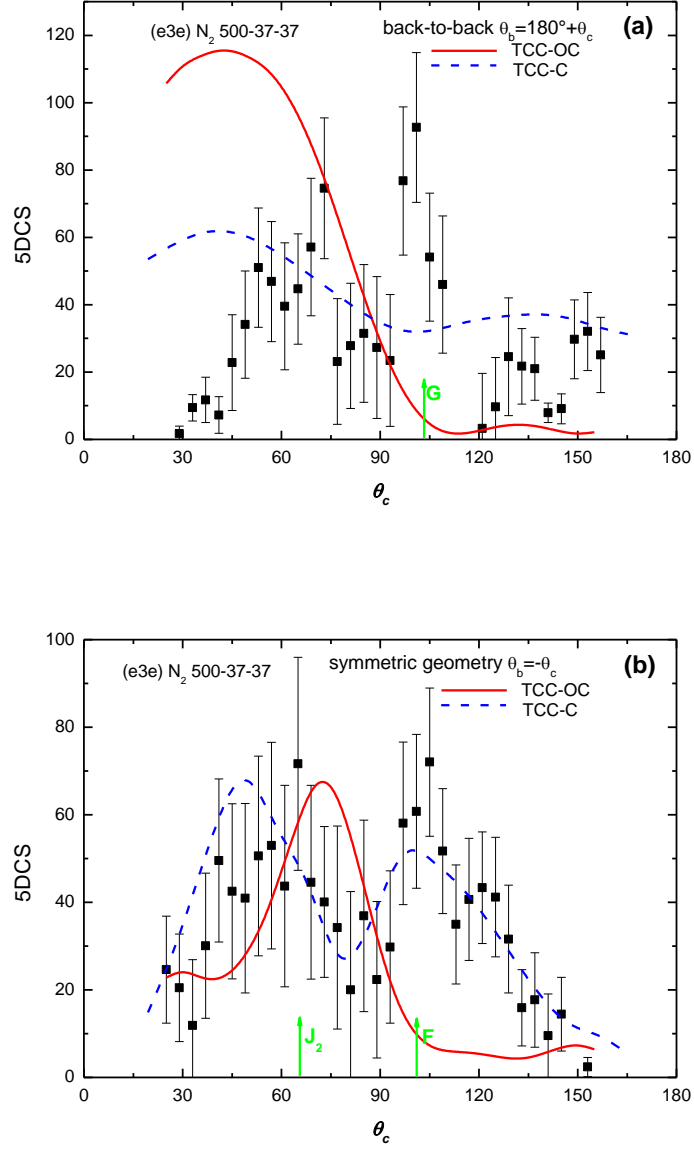 (e3e) N₂ 500-37-37
back-to-back θb=180°+θc
(a)
TCC-OC
TCC-C
120
100
80
60
40
20
0
5DCS
G
0 30 60 90 120 150 180
θc
(e3e) N₂ 500-37-37
symmetric geometry θb=-θc
(b)
TCC-OC
TCC-C
100
80
60
40
20
0
5DCS
J₂
F
0 30 60 90 120 150 180
θc